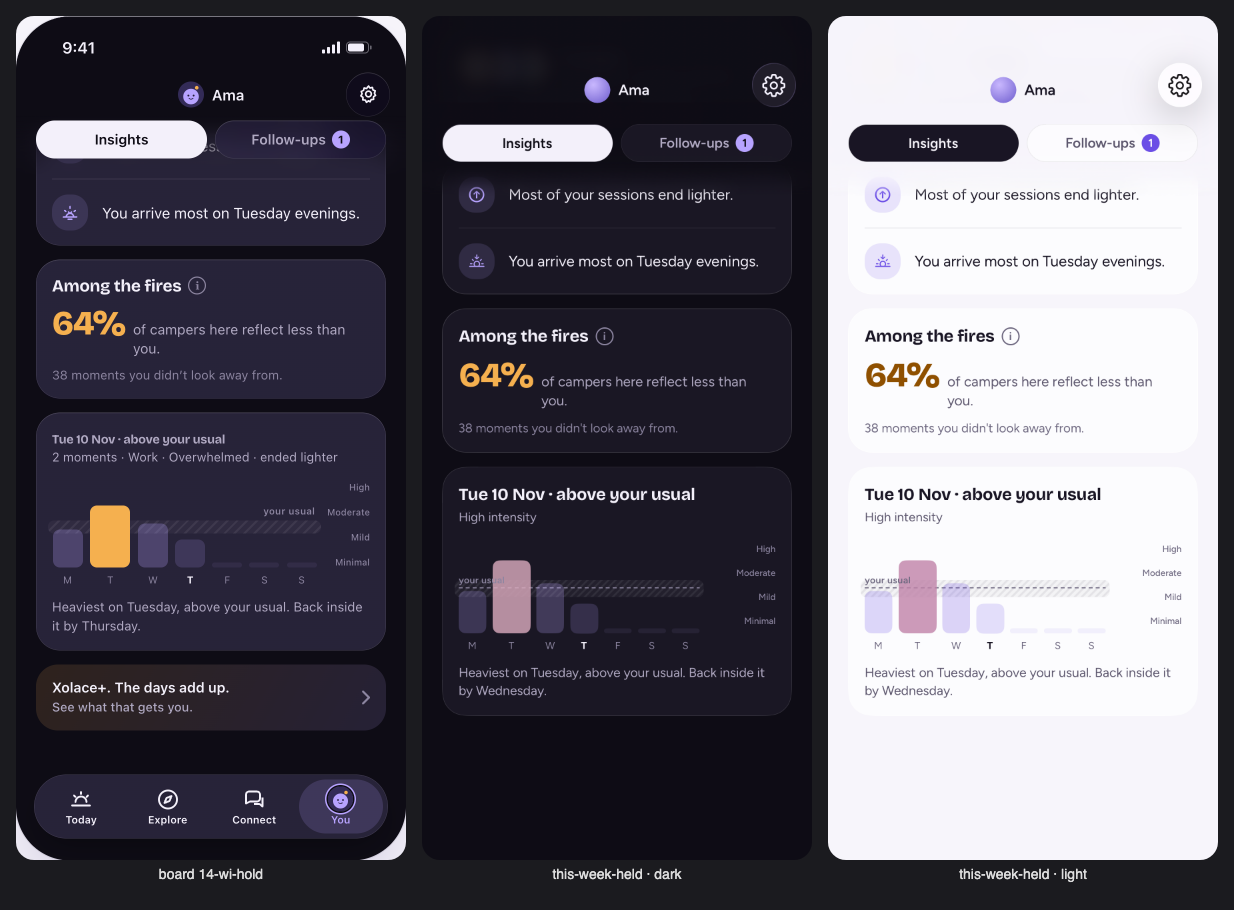 9:41
Ama
Insights
Follow-ups 1
You arrive most on Tuesday evenings.
Among the fires i
64% of campers here reflect less than
you.
38 moments you didn't look away from.
Tue 10 Nov · above your usual
2 moments · Work · Overwhelmed · ended lighter
High
your usual Moderate
Mild
Minimal
M T W T F S S
Heaviest on Tuesday, above your usual. Back inside
it by Thursday.
Xolace+. The days add up.
See what that gets you.
Today Explore Connect You
board 14-wi-hold
Ama
Insights
Follow-ups 1
Most of your sessions end lighter.
You arrive most on Tuesday evenings.
Among the fires i
64% of campers here reflect less than
you.
38 moments you didn't look away from.
Tue 10 Nov · above your usual
High intensity
High
Moderate
your usual
Mild
Minimal
M T W T F S S
Heaviest on Tuesday, above your usual. Back inside it
by Wednesday.
this-week-held · dark
Ama
Insights
Follow-ups 1
Most of your sessions end lighter.
You arrive most on Tuesday evenings.
Among the fires i
64% of campers here reflect less than
you.
38 moments you didn't look away from.
Tue 10 Nov · above your usual
High intensity
High
Moderate
your usual
Mild
Minimal
M T W T F S S
Heaviest on Tuesday, above your usual. Back inside it
by Wednesday.
this-week-held · light